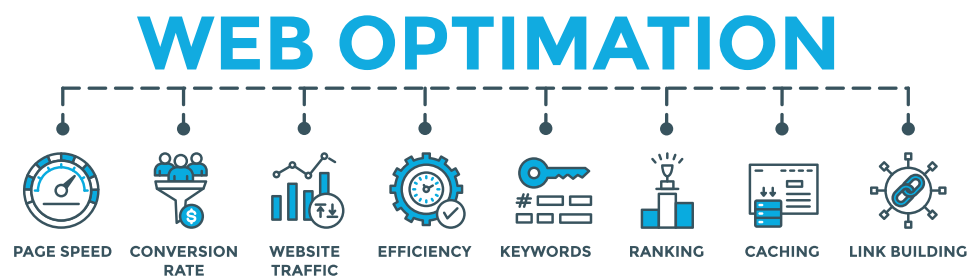 WEB OPTIMATION
$
#
PAGE SPEED
CONVERSION
RATE
WEBSITE
TRAFFIC
EFFICIENCY
KEYWORDS
RANKING
CACHING
LINK BUILDING